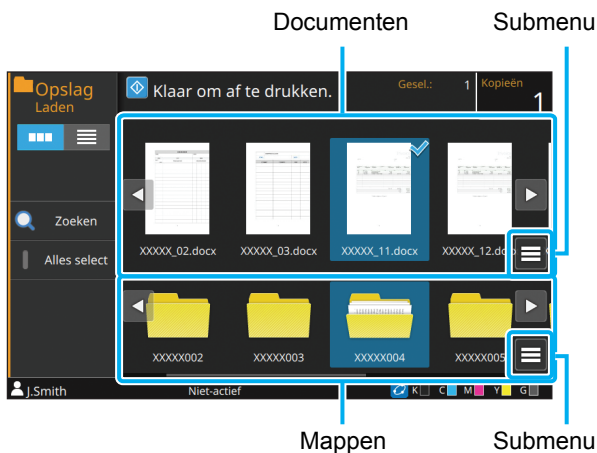 Documenten
Submenu
Opslag
Laden
Klaar om af te drukken.
Gesel.: 1
Kopieën
1
Zoeken
Alles select
XXXXX_02.docx
XXXXX_03.docx
XXXXX_11.docx
XXXXX_12.do
XXXXX002
XXXXX003
XXXXX004
XXXXX005
J.Smith
Niet-actief
K C M Y G
Mappen
Submenu